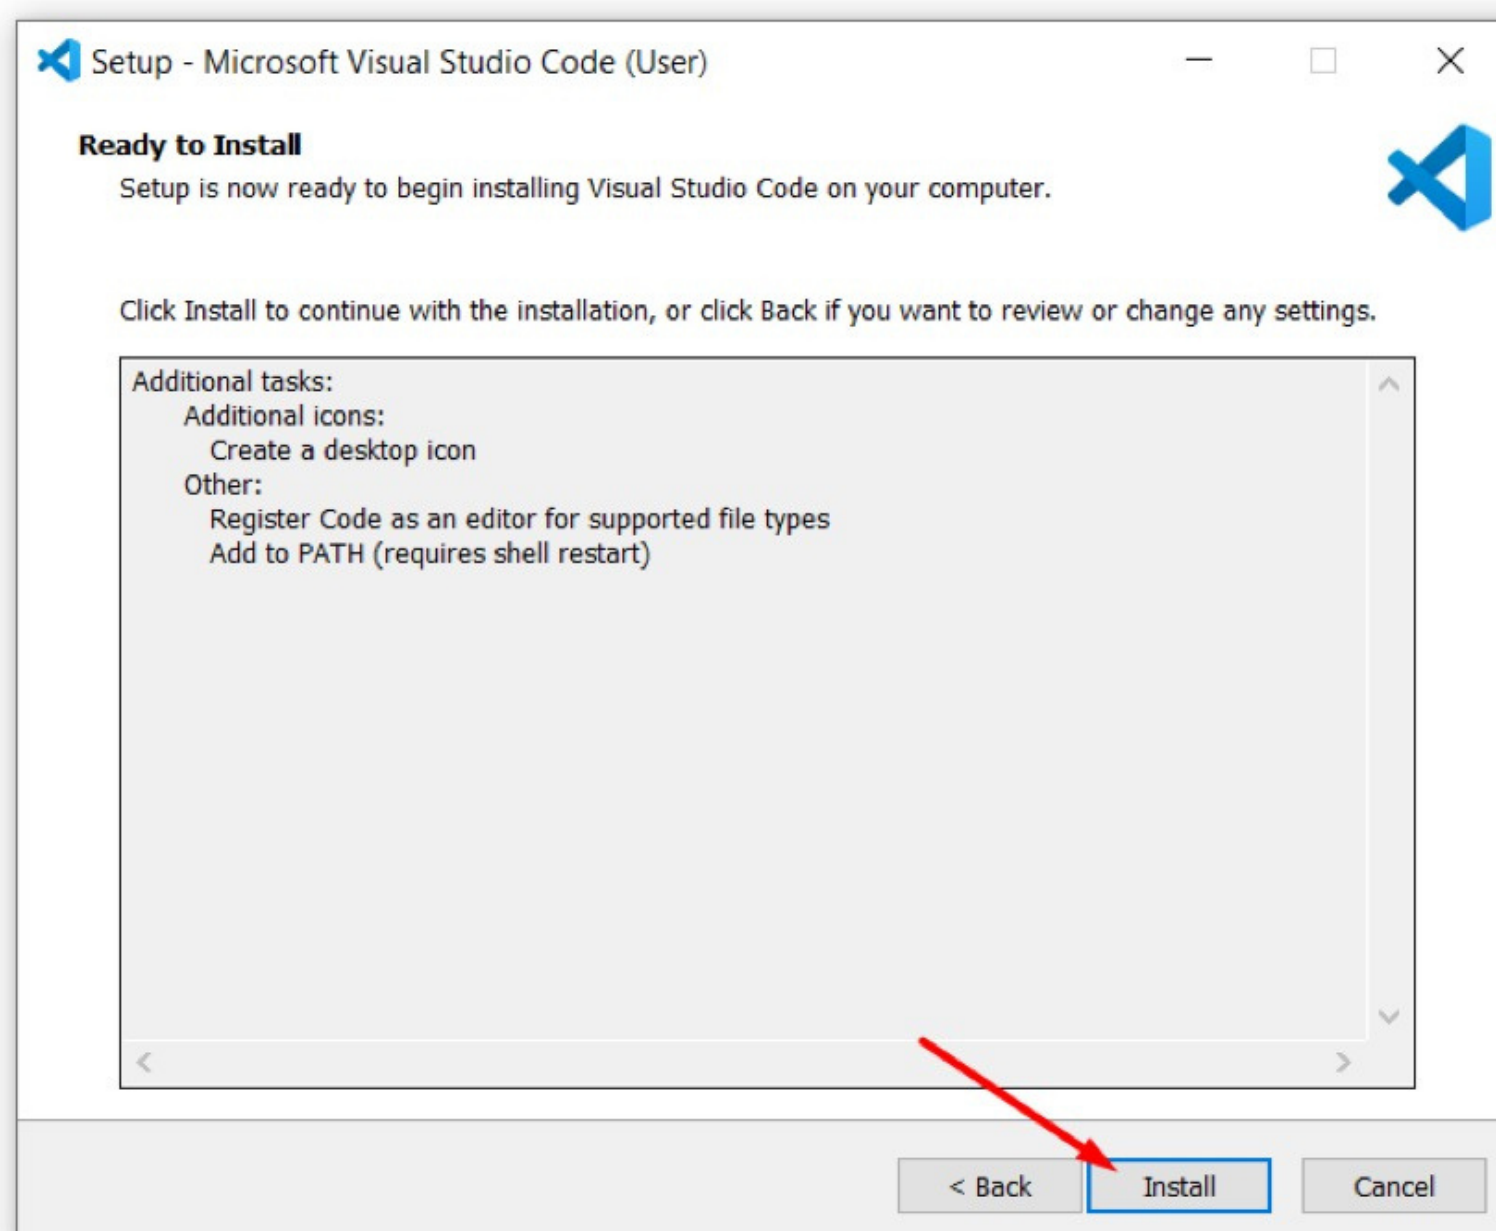 Setup - Microsoft Visual Studio Code (User)
Ready to Install
Setup is now ready to begin installing Visual Studio Code on your computer.
Click Install to continue with the installation, or click Back if you want to review or change any settings.
Additional tasks:
Additional icons:
Create a desktop icon
Other:
Register Code as an editor for supported file types
Add to PATH (requires shell restart)
< Back
Install
Cancel